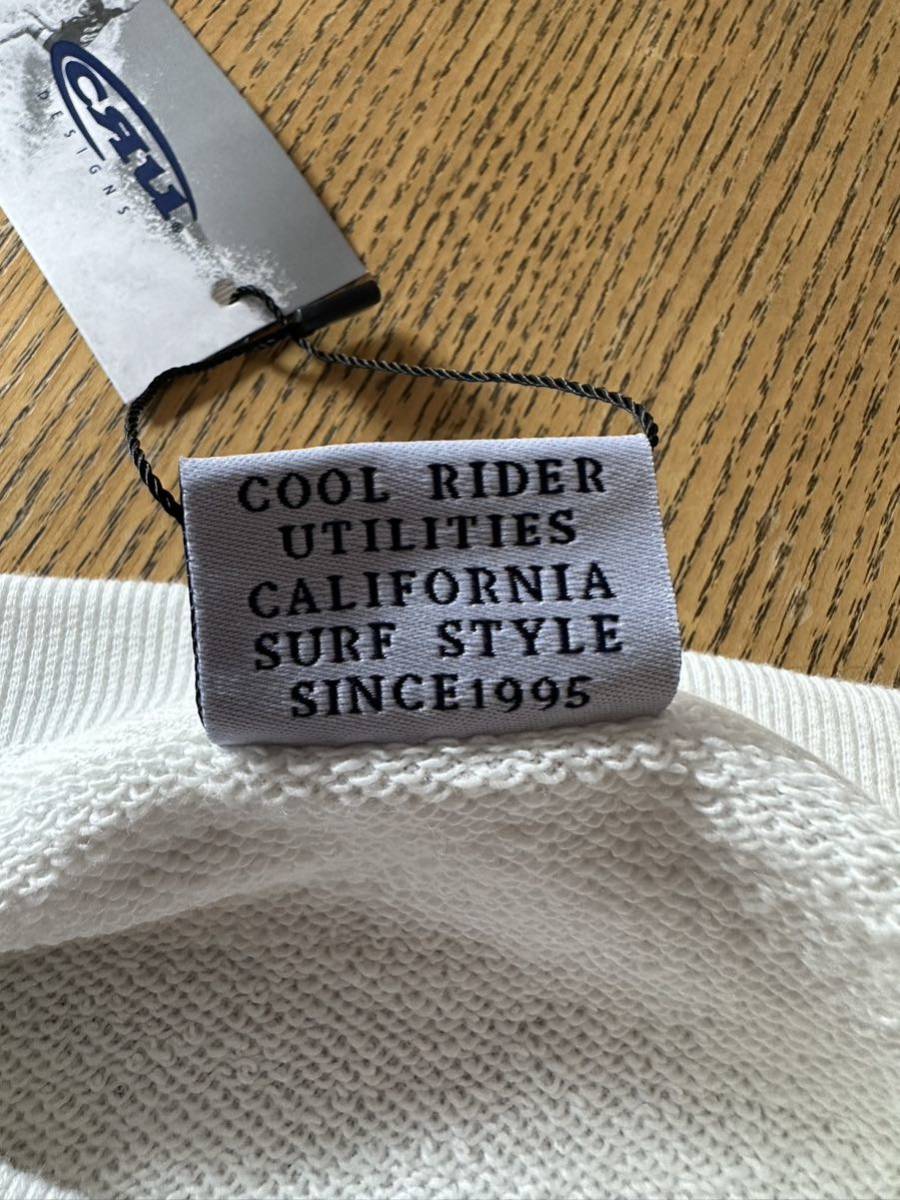 CRU
DESIGNS
COOL RIDER
UTILITIES
CALIFORNIA
SURF STYLE
SINCE1995